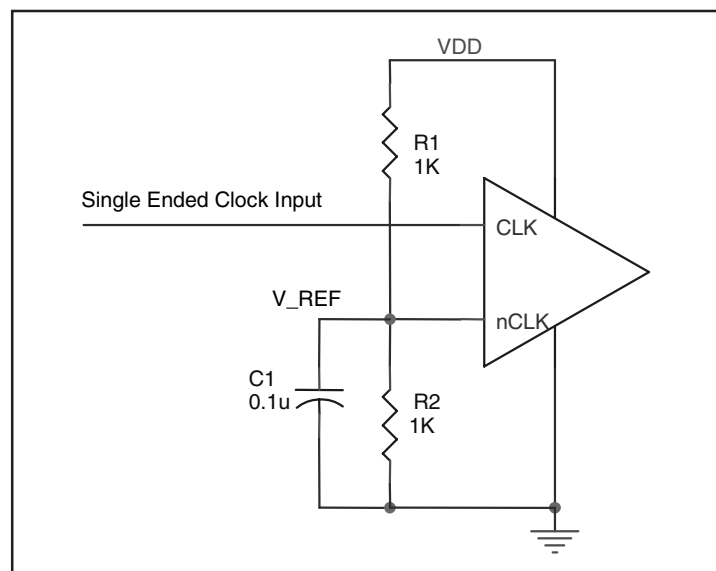 VDD
R1
1K
Single Ended Clock Input
CLK
V_REF
nCLK
C1
0.1u
R2
1K